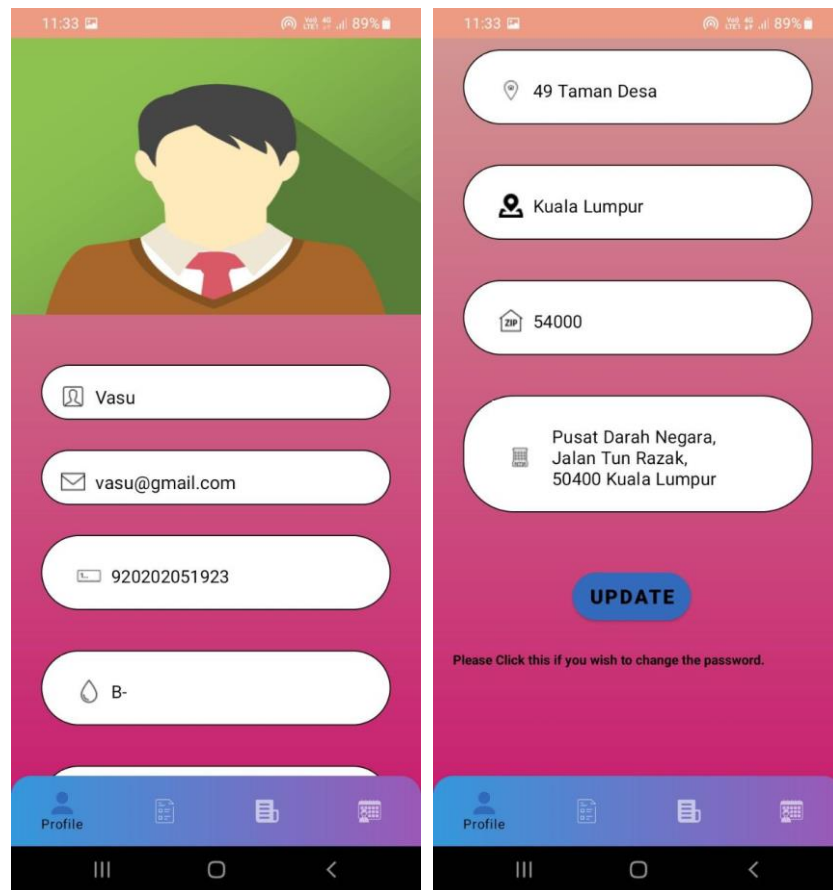 11:33 89%
Vasu
vasu@gmail.com
920202051923
B-
Profile
11:33 89%
49 Taman Desa
Kuala Lumpur
ZIP 54000
Pusat Darah Negara,
Jalan Tun Razak,
50400 Kuala Lumpur
UPDATE
Please Click this if you wish to change the password.
Profile